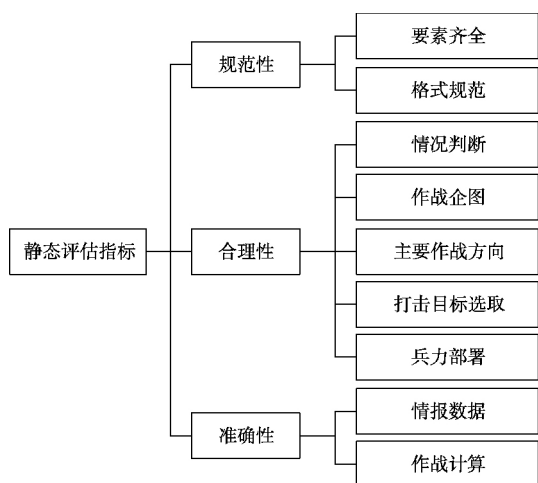 静态评估指标
规范性
要素齐全
格式规范
合理性
情况判断
作战企图
主要作战方向
打击目标选取
兵力部署
准确性
情报数据
作战计算